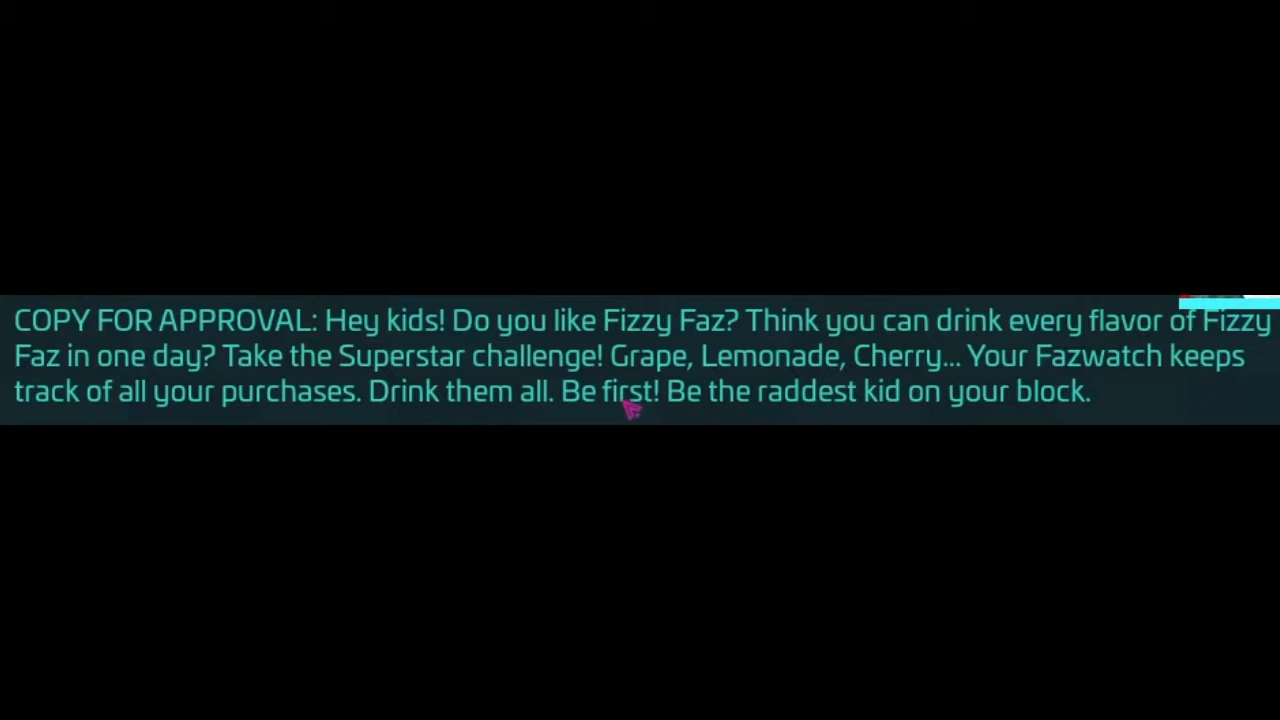 COPY FOR APPROVAL: Hey kids! Do you like Fizzy Faz? Think you can drink every flavor of Fizzy
Faz in one day? Take the Superstar challenge! Grape, Lemonade, Cherry... Your Fazwatch keeps
track of all your purchases. Drink them all. Be first! Be the raddest kid on your block.